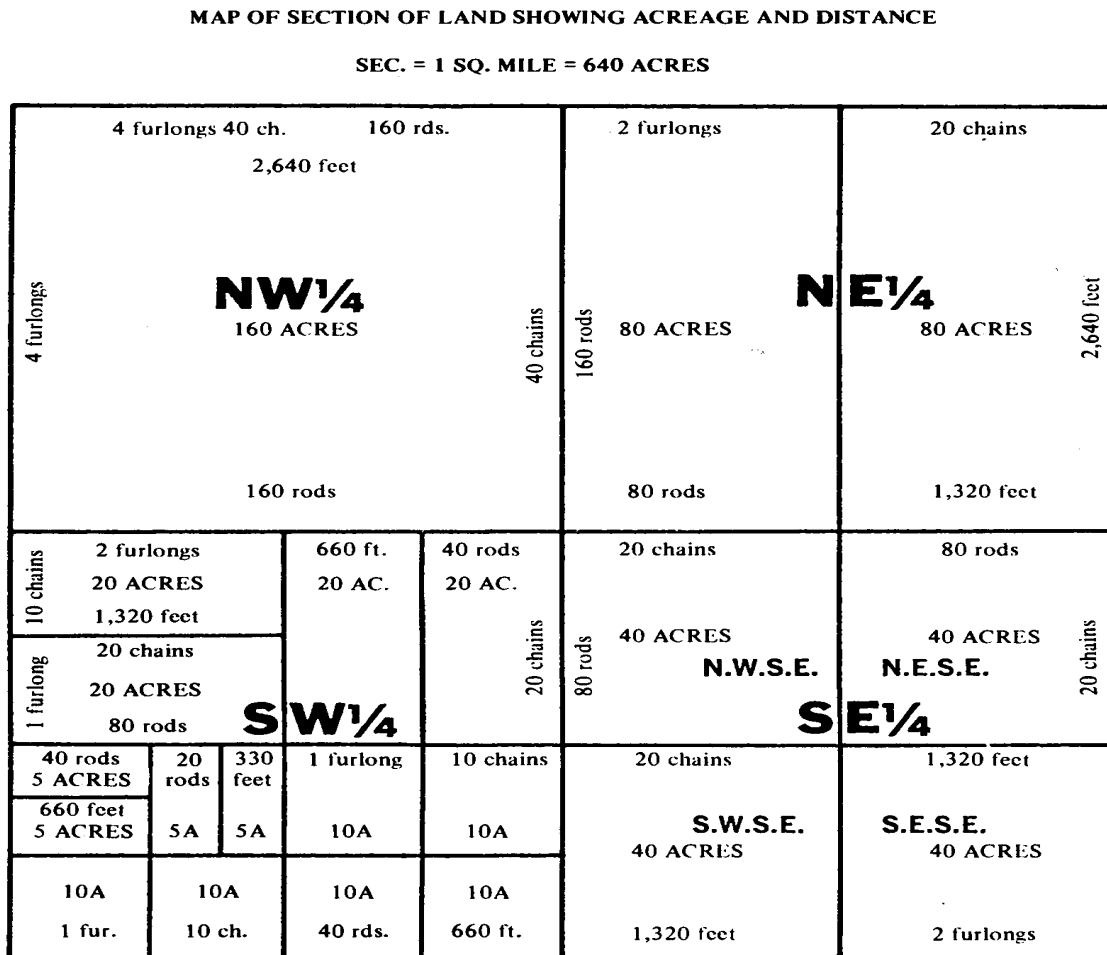 MAP OF SECTION OF LAND SHOWING ACREAGE AND DISTANCE
SEC. = 1 SQ. MILE = 640 ACRES
4 furlongs 40 ch. 160 rds.
2,640 feet
4 furlongs
NW¼
160 ACRES
40 chains
160 rods
2 furlongs
20 chains
160 rods
NE¼
80 ACRES
80 ACRES
2,640 feet
80 rods
1,320 feet
10 chains
2 furlongs
20 ACRES
1,320 feet
660 ft.
20 AC.
40 rods
20 AC.
20 chains
1 furlong
20 chains
20 ACRES
80 rods
SW¼
20 chains
80 rods
80 rods
40 ACRES
N.W.S.E.
40 ACRES
N.E.S.E.
20 chains
SE¼
40 rods
5 ACRES
660 feet
5 ACRES
20
rods
5A
330
feet
5A
1 furlong
10A
10 chains
10A
10A
1 fur.
10A
10 ch.
10A
40 rds.
10A
660 ft.
20 chains
S.W.S.E.
40 ACRES
1,320 feet
1,320 feet
S.E.S.E.
40 ACRES
2 furlongs